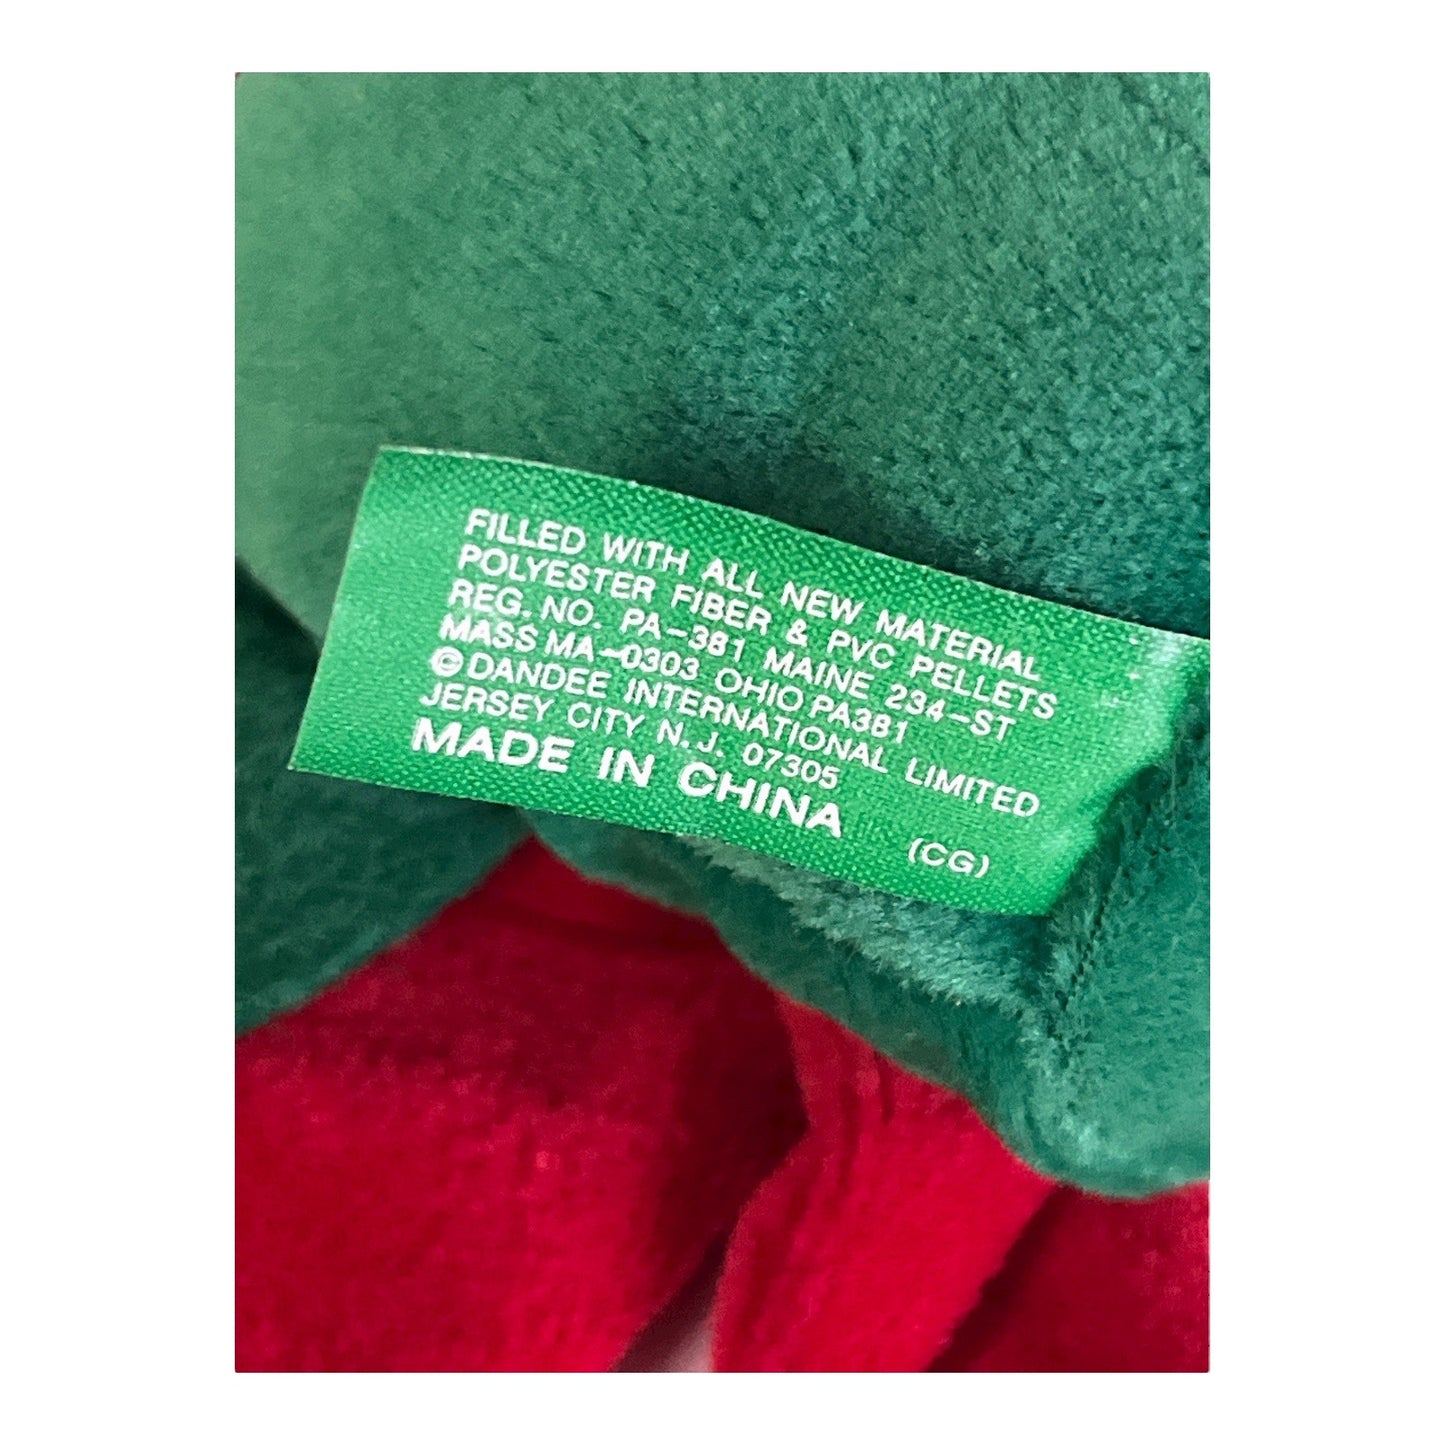 FILLED WITH ALL NEW MATERIAL
POLYESTER FIBER & PVC PELLETS
REG. NO. PA-381 MAINE 234-ST
MASS MA-0303 OHIO PA381
©DANDEE INTERNATIONAL LIMITED
JERSEY CITY N.J. 07305
MADE IN CHINA
(CG)